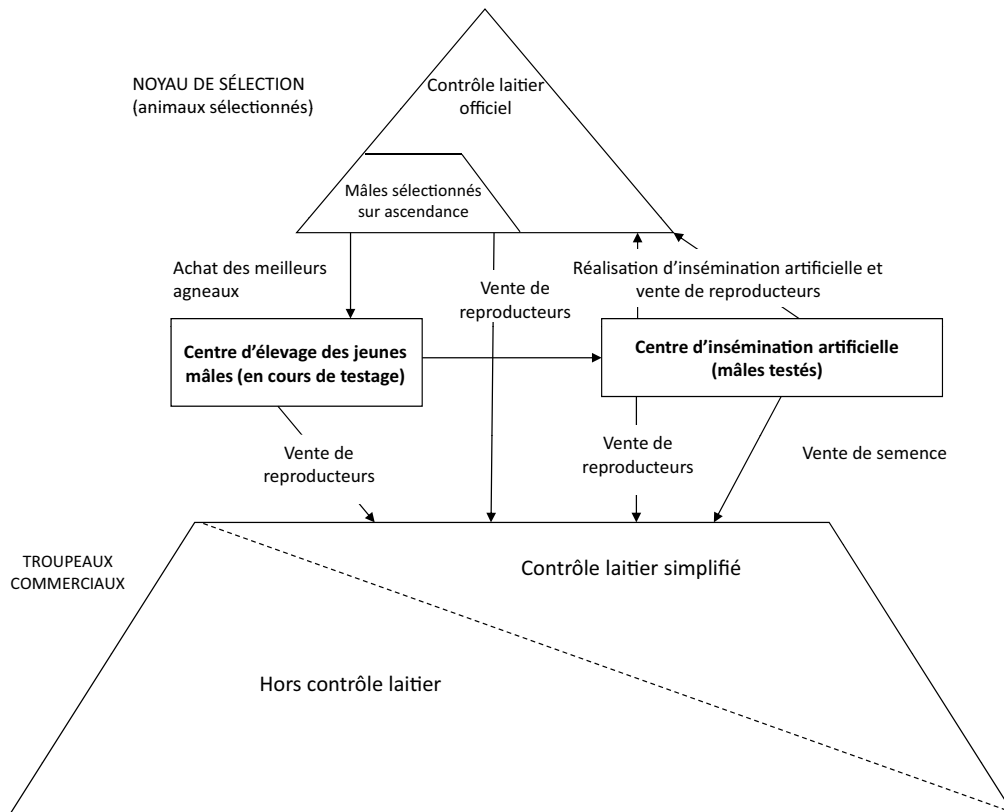 NOYAU DE SÉLECTION
(animaux sélectionnés)
Contrôle laitier
officiel
Mâles sélectionnés
sur ascendance
Achat des meilleurs
agneaux
Vente de
reproducteurs
Réalisation d’insémination artificielle et
vente de reproducteurs
Centre d’élevage des jeunes
mâles (en cours de testage)
Centre d’insémination artificielle
(mâles testés)
Vente de
reproducteurs
Vente de
reproducteurs
Vente de semence
TROUPEAUX
COMMERCIAUX
Contrôle laitier simplifié
Hors contrôle laitier